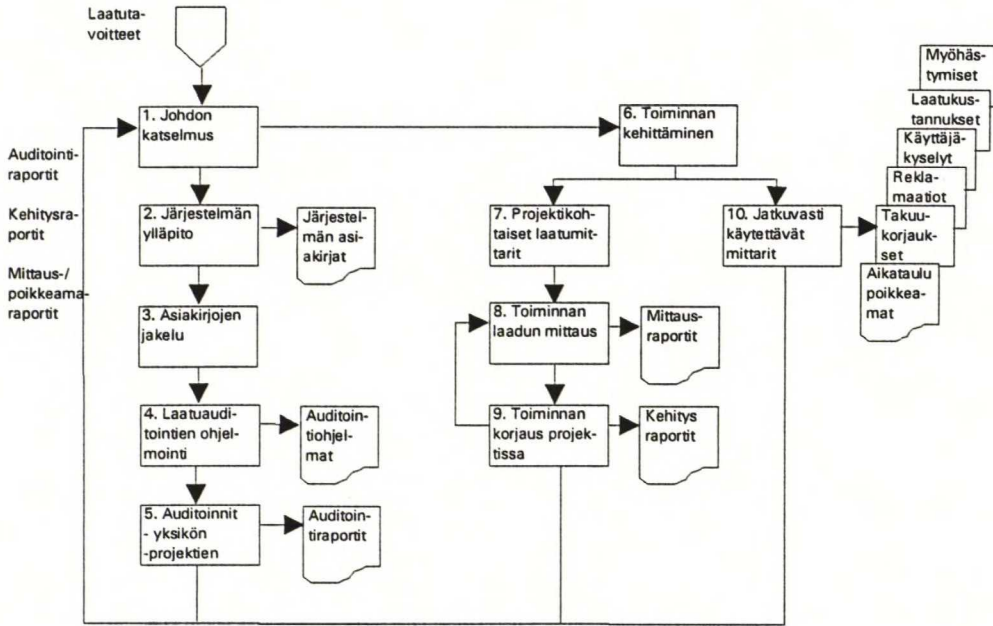 Laatuta-
voitteet
1. Johdon
katselmus
6. Toiminnan
kehittäminen
Myöhäs-
tymiset
Laatukus-
tannukset
Käyttäjä-
kyselyt
Rekla-
maatiot
Takuu-
korjauk-
set
Aikataulu
poikkea-
mat
Auditointi-
raportit
Kehitysra-
portit
Mittaus-/
poikkeama-
raportit
2. Järjestelmän
ylläpito
Järjestel-
män asi-
akirjat
7. Projektikoh-
taiset laatumit-
tarit
10. Jatkuvasti
käytettävät
mittarit
3. Asiakirjojen
jakelu
8. Toiminnan
laadun mittaus
Mittaus-
raportit
4. Laatuaudi-
tointien ohjel-
mointi
Auditoin-
tiohjel-
mat
9. Toiminnan
korjaus projek-
tissa
Kehitys
raportit
5. Auditoinnit
- yksikön
-projektien
Auditoin-
tiraportit